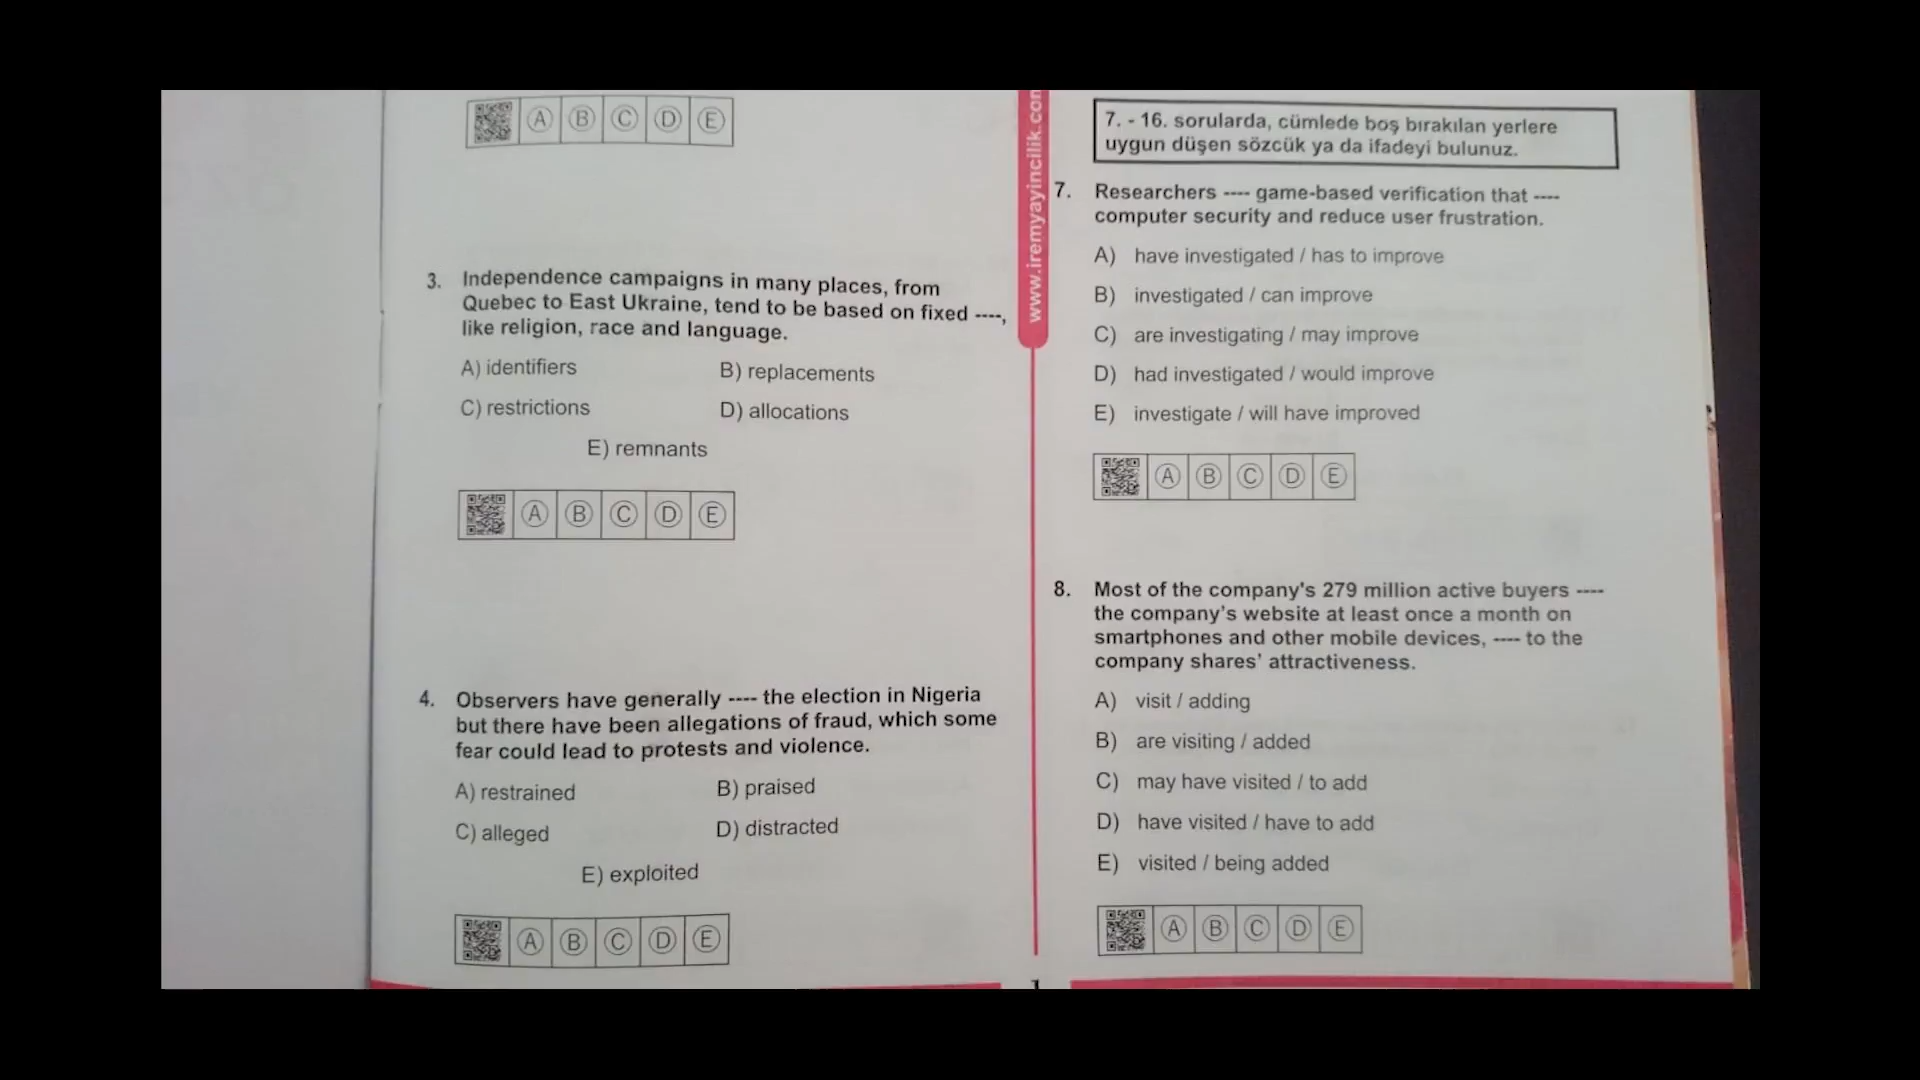 A B C D E
3. Independence campaigns in many places, from
Quebec to East Ukraine, tend to be based on fixed ----,
like religion, race and language.
A) identifiers
B) replacements
C) restrictions
D) allocations
E) remnants
A B C D E
4. Observers have generally ---- the election in Nigeria
but there have been allegations of fraud, which some
fear could lead to protests and violence.
A) restrained
B) praised
C) alleged
D) distracted
E) exploited
A B C D E
www.iremyayincilik.com
7. - 16. sorularda, cümlede boş bırakılan yerlere
uygun düşen sözcük ya da ifadeyi bulunuz.
7. Researchers ---- game-based verification that ----
computer security and reduce user frustration.
A) have investigated / has to improve
B) investigated / can improve
C) are investigating / may improve
D) had investigated / would improve
E) investigate / will have improved
A B C D E
8. Most of the company's 279 million active buyers ----
the company's website at least once a month on
smartphones and other mobile devices, ---- to the
company shares' attractiveness.
A) visit / adding
B) are visiting / added
C) may have visited / to add
D) have visited / have to add
E) visited / being added
A B C D E
1